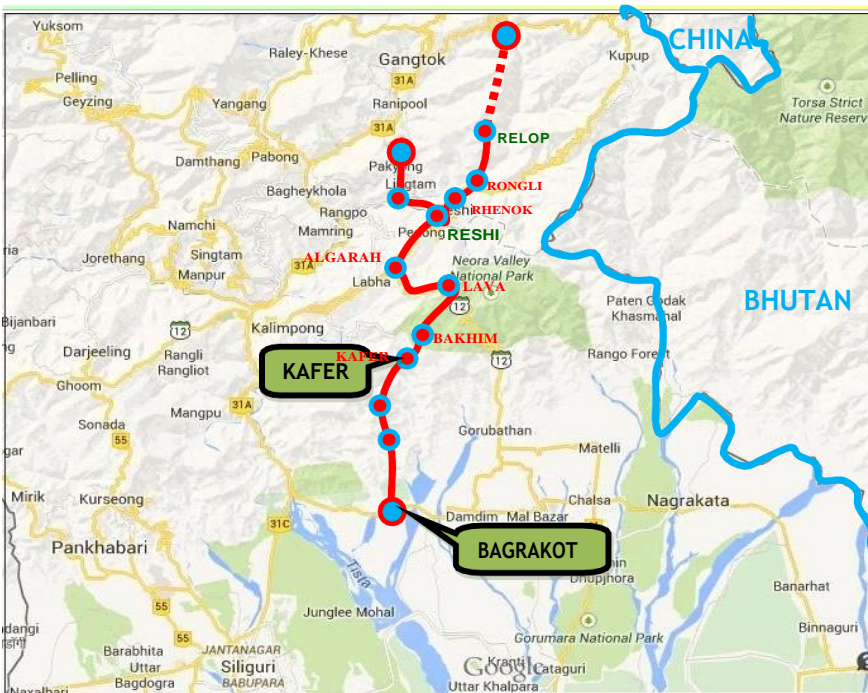 Yuksom
CHINA
Raley-Khese
Gangtok
Kupup
Pelling
31A
Geyzing
Yangang
Ranipool
Torsa Strict
Nature Reserv
31A
RELOP
Damthang
Pabong
Pakyong
Lingtam
RONGLI
Bagheykhola
RHENOK
Rangpo
Namchi
Mamring
RESHI
Singtam
ALGARAH
Neora Valley
National Park
Jorethang
31A
Manpur
Labha
LAVA
BHUTAN
12
Paten Godak
Khasmahal
Bijanbari
12
Kalimpong
BAKHIM
Darjeeling
Rangli
Rangliot
KAFER
KAFER
12
Rango Forest
Ghoom
Mangpu
31A
Sonada
Gorubathan
55
Matelli
Mirik
Kurseong
Chalsa
Nagrakata
31C
Damdim
Mal Bazar
Pankhabari
BAGRAKOT
Dhupjhora
Tista
Banarhat
55
Junglee Mohal
Binnaguri
Gorumara National Park
Barabhita
JANTANAGAR
Uttar
Bagdogra
Siliguri
BABUPARA
Google
Kranti
Cataguri
Uttar Khalpara